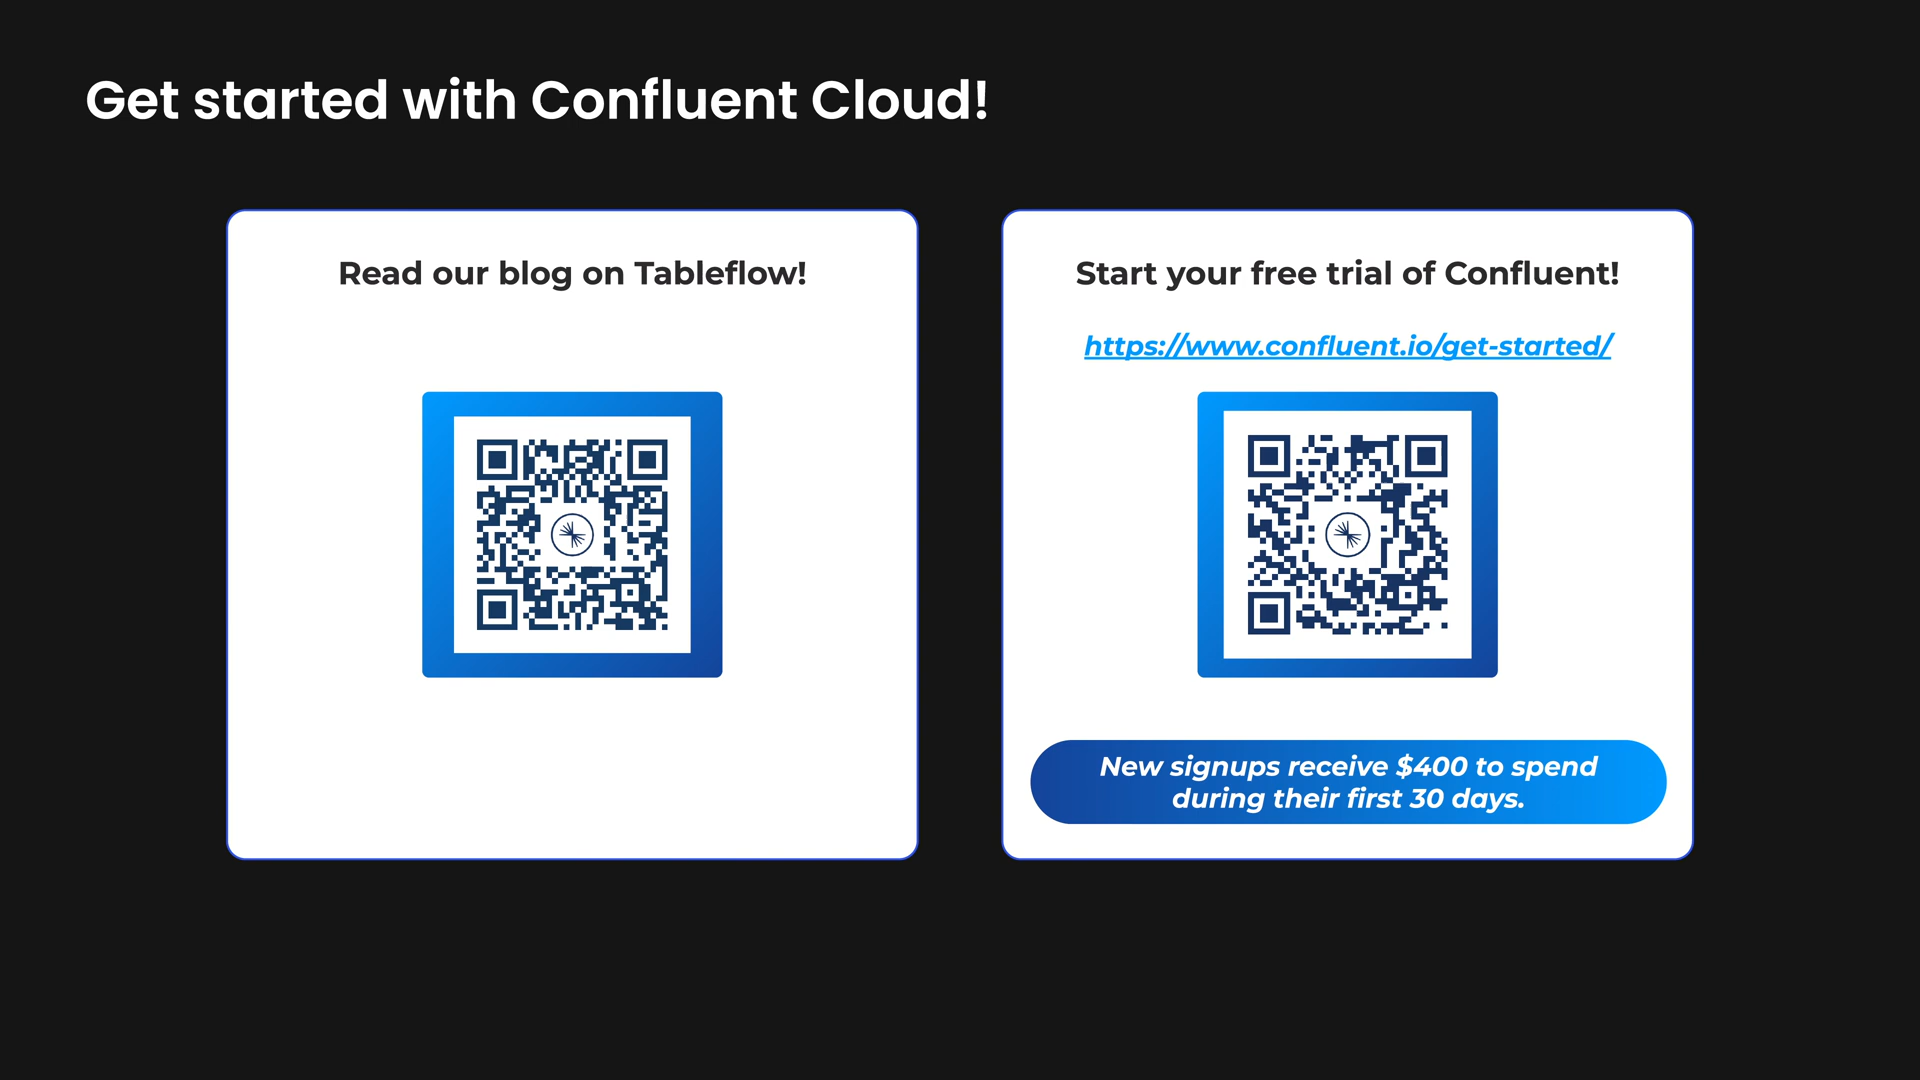 Get started with Confluent Cloud!
Read our blog on Tableflow!
Start your free trial of Confluent!
https://www.confluent.io/get-started/
New signups receive $400 to spend
during their first 30 days.